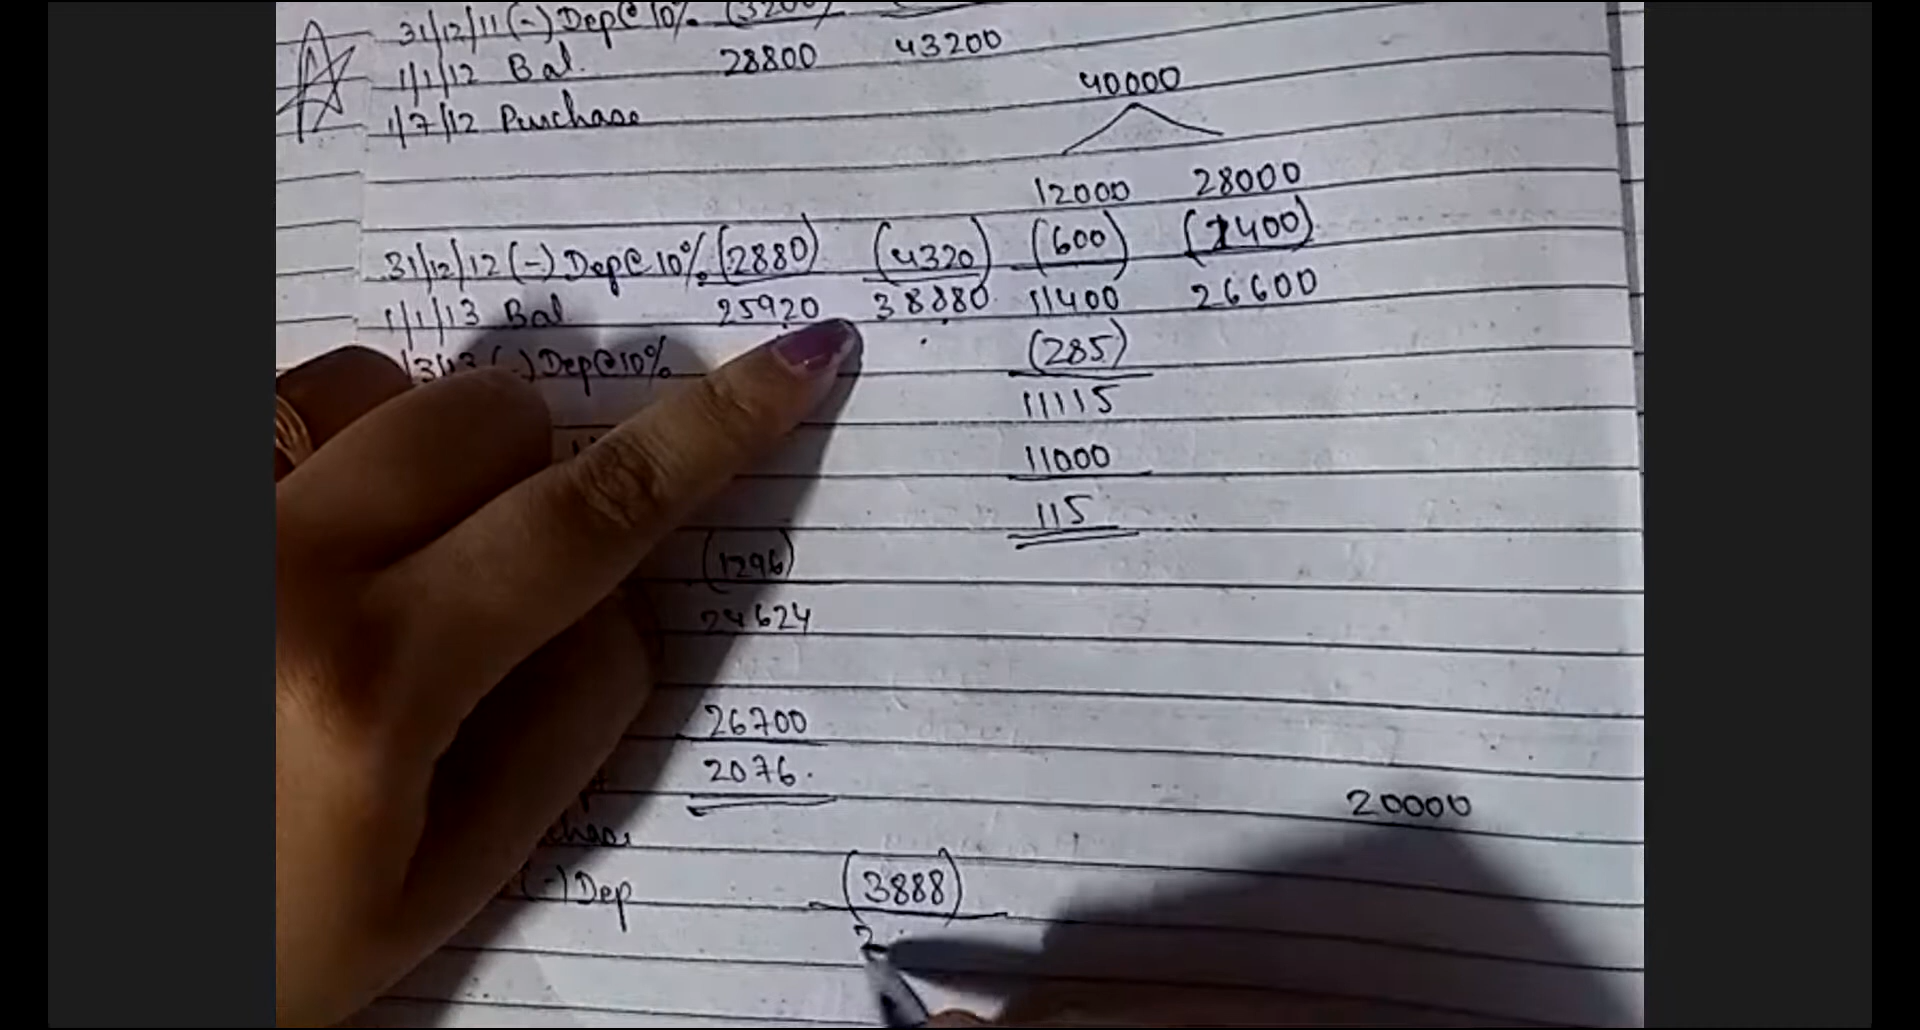 31/12/11 (-) Dep@ 10% (3200)
1/1/12 Bal. 28800 43200
40000
1/7/12 Purchase
12000 28000
31/12/12 (-) Dep@ 10% (2880) (4320) (600) (1400)
1/1/13 Bal 25920 38880 11400 26600
(-) Dep@10% (285)
11115
11000
115
(1296)
24624
26700
2076.
20000
(-) Dep (3888)